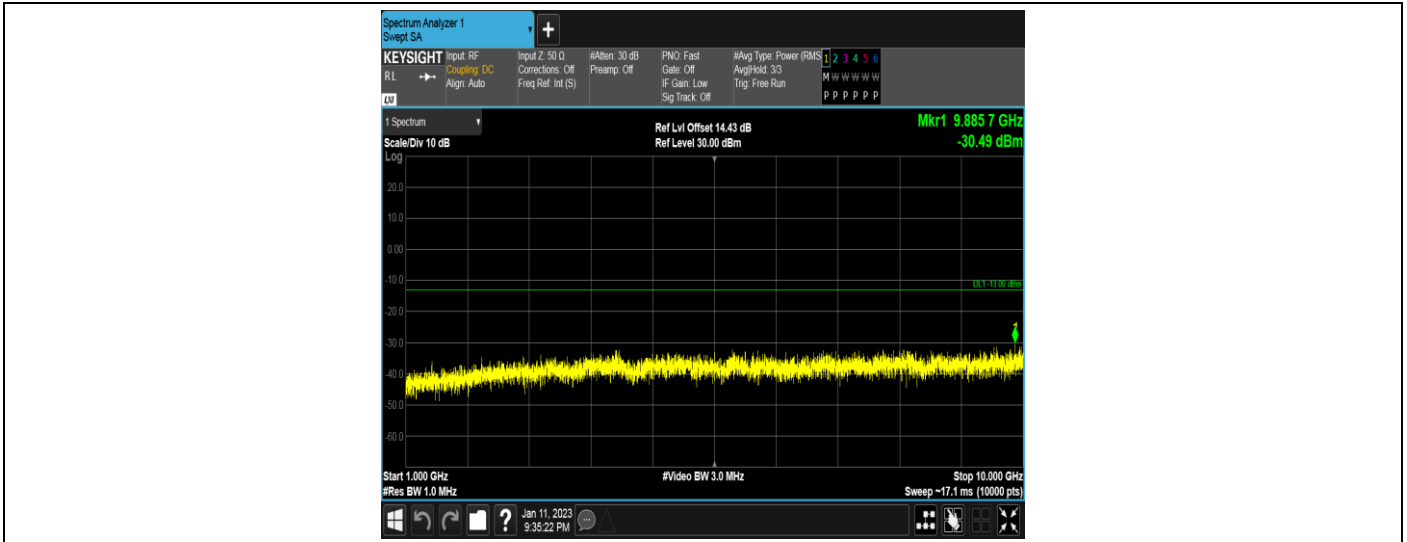 Spectrum Analyzer 1
Swept SA
+
KEYSIGHT
RL
LXI
Input: RF
Coupling: DC
Align: Auto
Input Z: 50 Ω
Corrections: Off
Freq Ref: Int (S)
#Atten: 30 dB
Preamp: Off
PNO: Fast
Gate: Off
IF Gain: Low
Sig Track: Off
#Avg Type: Power (RMS
Avg|Hold: 3/3
Trig: Free Run
1 2 3 4 5 6
M W W W W W
P P P P P P
1 Spectrum
Scale/Div 10 dB
Ref Lvl Offset 14.43 dB
Ref Level 30.00 dBm
Mkr1 9.885 7 GHz
-30.49 dBm
Log
20.0
10.0
0.00
-10.0
DL1 -13.00 dBm
-20.0
1
-30.0
-40.0
-50.0
-60.0
Start 1.000 GHz
#Res BW 1.0 MHz
#Video BW 3.0 MHz
Stop 10.000 GHz
Sweep ~17.1 ms (10000 pts)
?
Jan 11, 2023
9:35:22 PM